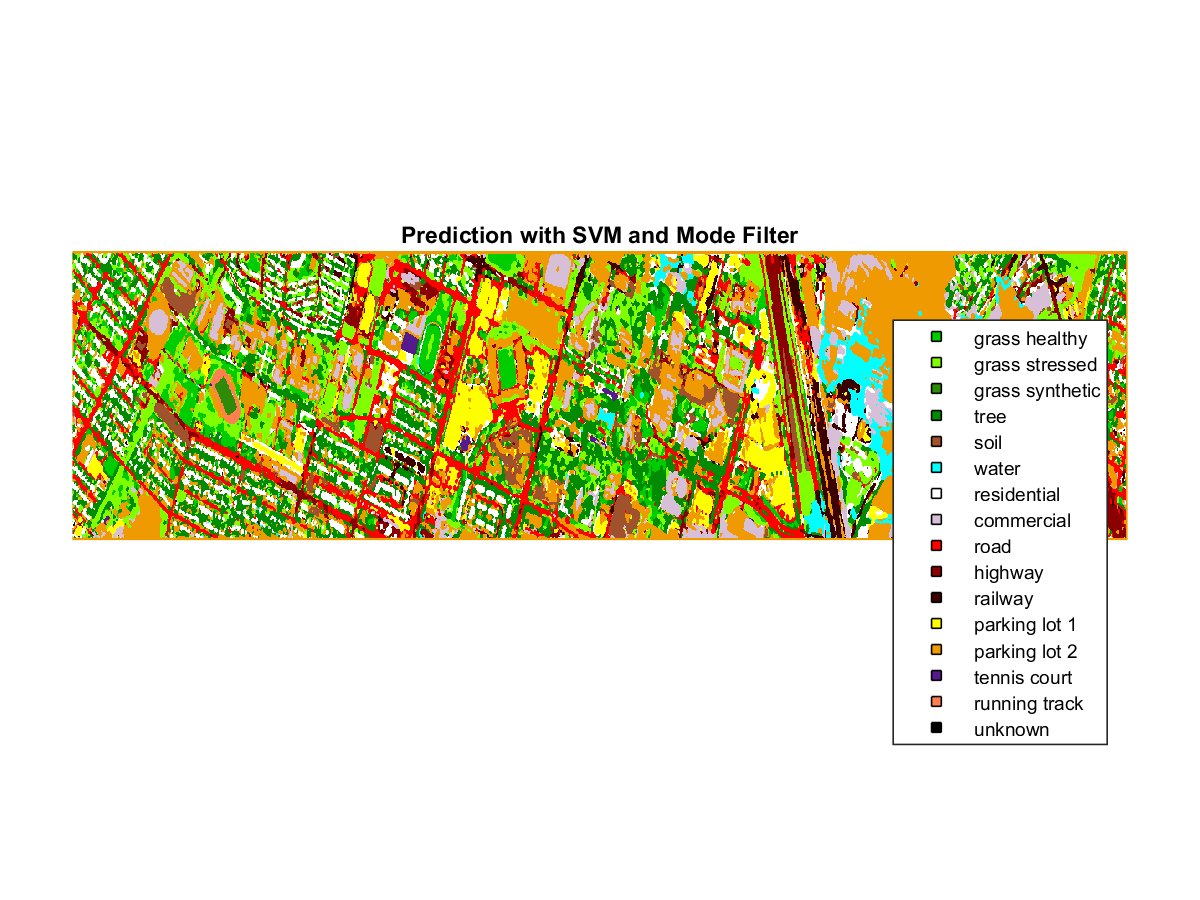 Prediction with SVM and Mode Filter
grass healthy
grass stressed
grass synthetic
tree
soil
water
residential
commercial
road
highway
railway
parking lot 1
parking lot 2
tennis court
running track
unknown